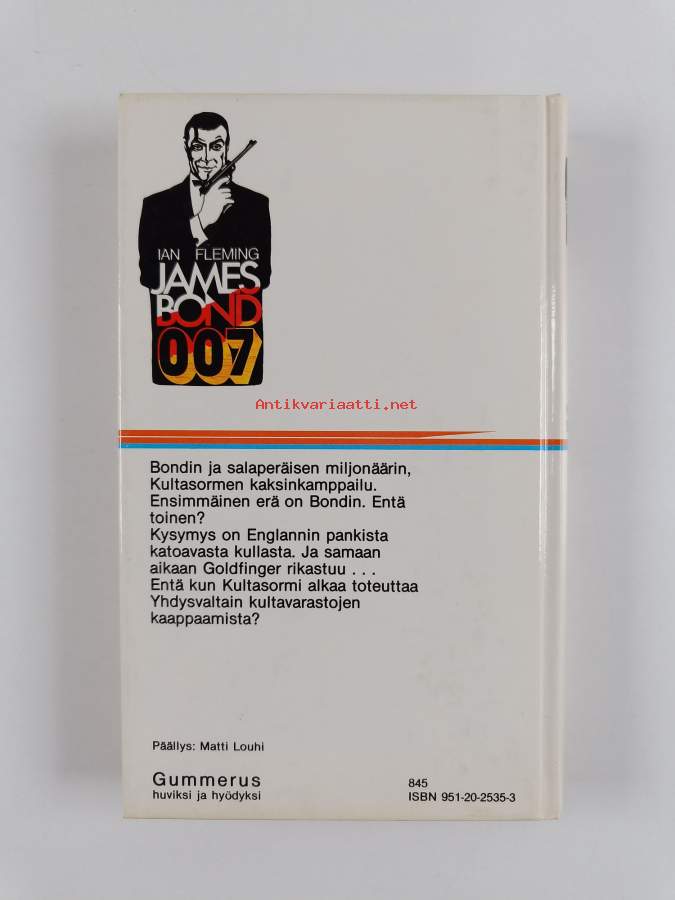 IAN FLEMING
JAMES
BOND
007
Antikvariaatti.net
Bondin ja salaperäisen miljonäärin,
Kultasormen kaksinkamppailu.
Ensimmäinen erä on Bondin. Entä
toinen?
Kysymys on Englannin pankista
katoavasta kullasta. Ja samaan
aikaan Goldfinger rikastuu . . .
Entä kun Kultasormi alkaa toteuttaa
Yhdysvaltain kultavarastojen
kaappaamista?
Päällys: Matti Louhi
Gummerus
huviksi ja hyödyksi
845
ISBN 951-20-2535-3